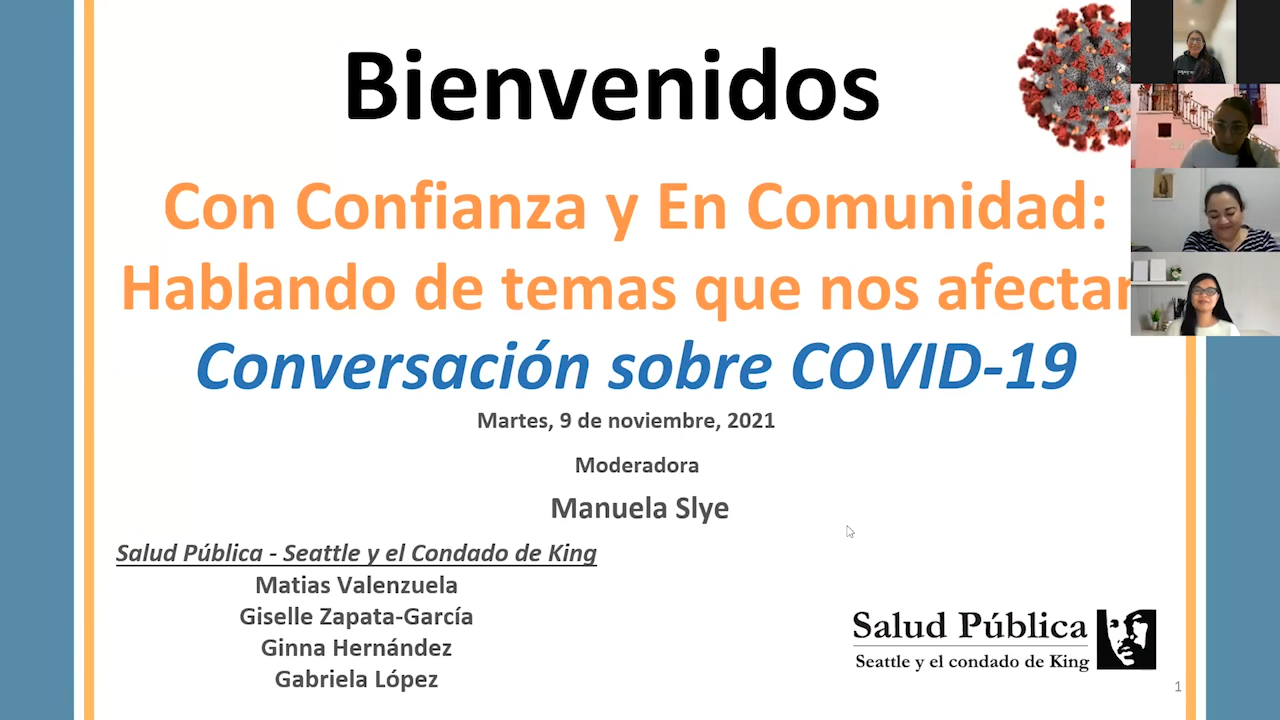 Bienvenidos
Con Confianza y En Comunidad:
Hablando de temas que nos afectan
Conversación sobre COVID-19
Martes, 9 de noviembre, 2021
Moderadora
Manuela Slye
Salud Pública - Seattle y el Condado de King
Matias Valenzuela
Giselle Zapata-García
Ginna Hernández
Gabriela López
Salud Pública
Seattle y el condado de King
1